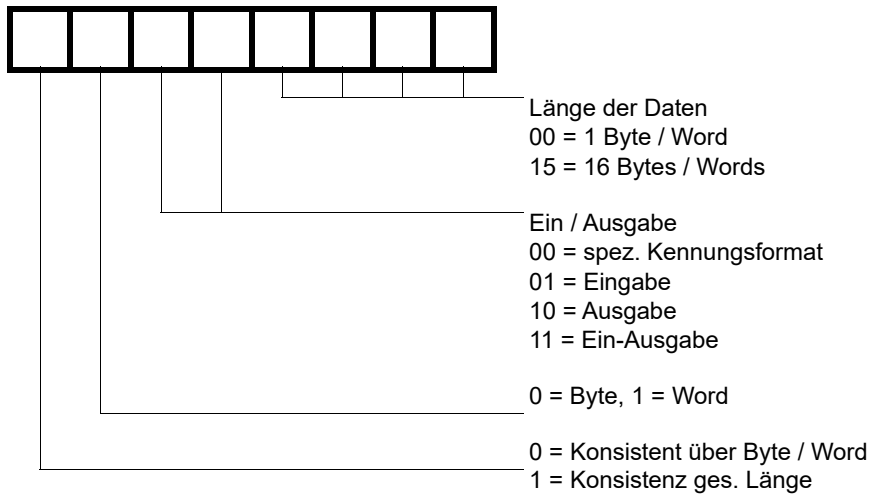 Länge der Daten
00 = 1 Byte / Word
15 = 16 Bytes / Words
Ein / Ausgabe
00 = spez. Kennungsformat
01 = Eingabe
10 = Ausgabe
11 = Ein-Ausgabe
0 = Byte, 1 = Word
0 = Konsistent über Byte / Word
1 = Konsistenz ges. Länge